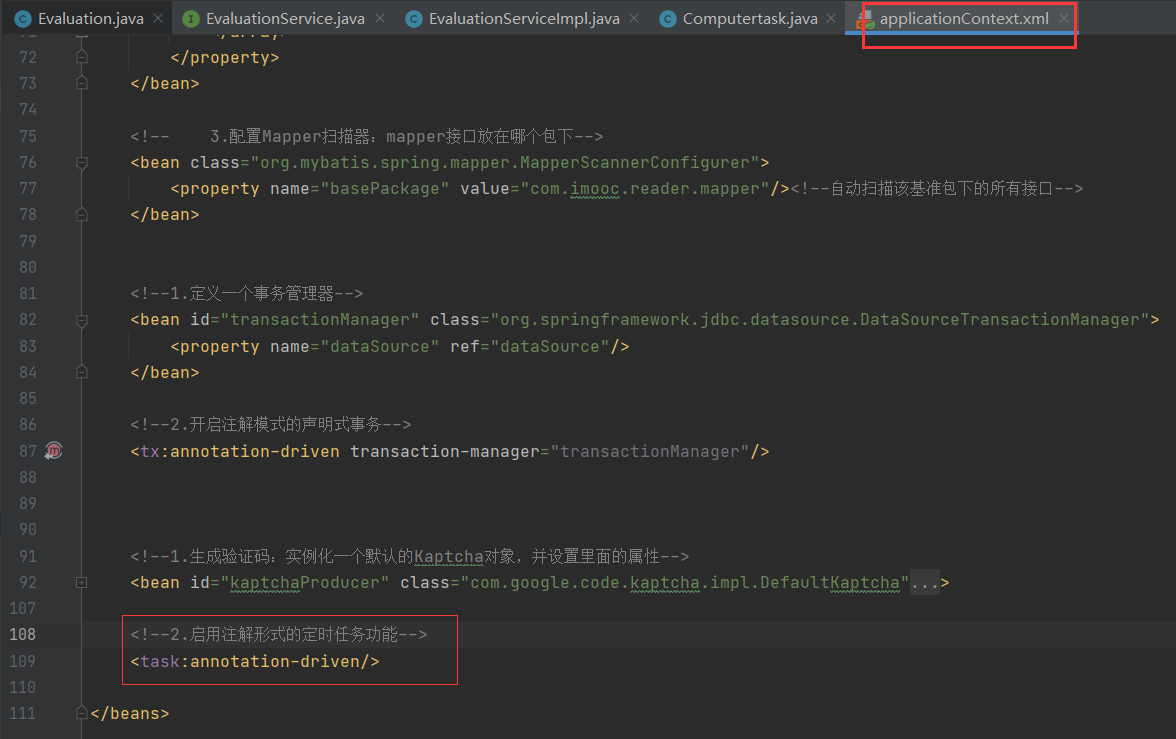 Evaluation.java EvaluationService.java EvaluationServiceImpl.java Computertask.java applicationContext.xml
72 </property>
73 </bean>
74
75 <!-- 3.配置Mapper扫描器：mapper接口放在哪个包下-->
76 <bean class="org.mybatis.spring.mapper.MapperScannerConfigurer">
77 <property name="basePackage" value="com.imooc.reader.mapper"/><!--自动扫描该基准包下的所有接口-->
78 </bean>
79
80
81 <!--1.定义一个事务管理器-->
82 <bean id="transactionManager" class="org.springframework.jdbc.datasource.DataSourceTransactionManager">
83 <property name="dataSource" ref="dataSource"/>
84 </bean>
85
86 <!--2.开启注解模式的声明式事务-->
87 <tx:annotation-driven transaction-manager="transactionManager"/>
88
89
90
91 <!--1.生成验证码：实例化一个默认的Kaptcha对象，并设置里面的属性-->
92 <bean id="kaptchaProducer" class="com.google.code.kaptcha.impl.DefaultKaptcha"...>
107
108 <!--2.启用注解形式的定时任务功能-->
109 <task:annotation-driven/>
110
111 </beans>